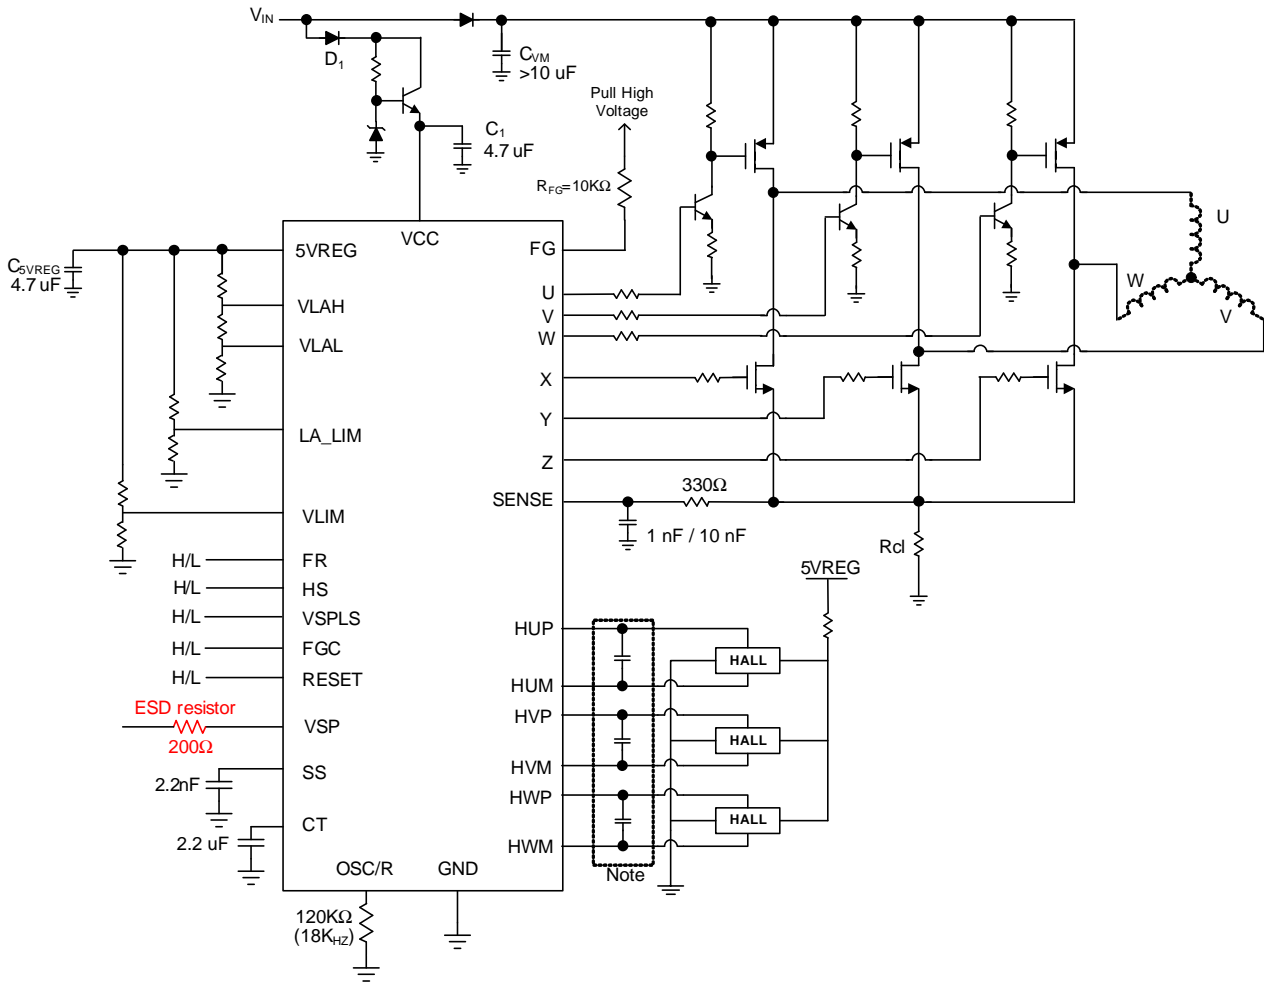 VIN
D1
CVM
>10 uF
C1
4.7 uF
Pull High
Voltage
RFG=10KΩ
VCC
5VREG
C5VREG
4.7 uF
VLAH
VLAL
LA_LIM
VLIM
H/L
FR
H/L
HS
H/L
VSPLS
H/L
FGC
H/L
RESET
ESD resistor
200Ω
VSP
2.2nF
SS
2.2 uF
CT
OSC/R
GND
120KΩ
(18KHZ)
FG
U
V
W
X
Y
Z
SENSE
330Ω
1 nF / 10 nF
Rcl
U
W
V
5VREG
HUP
HUM
HVP
HVM
HWP
HWM
HALL
HALL
HALL
Note